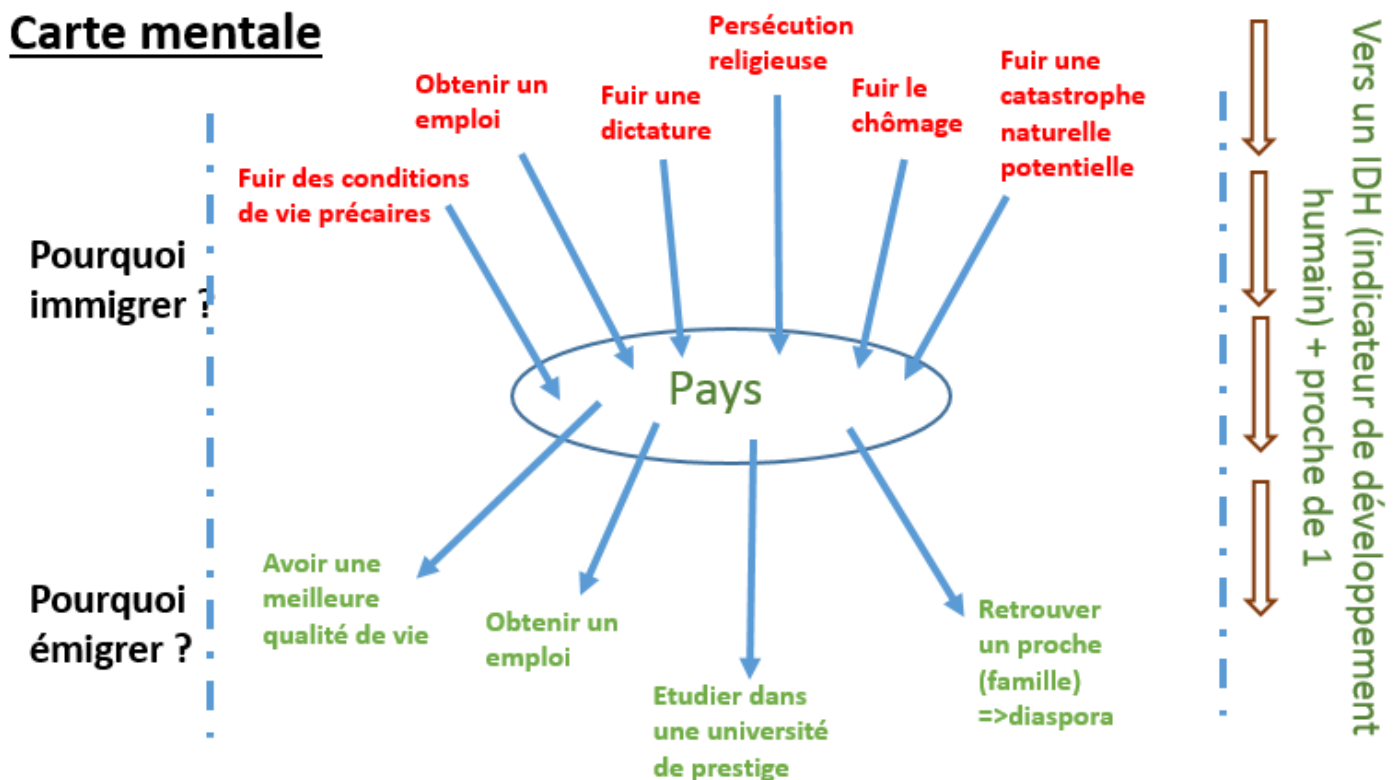 Carte mentale
Persécution
religieuse
Obtenir un
emploi
Fuir une
dictature
Fuir le
chômage
Fuir une
catastrophe
naturelle
potentielle
Fuir des conditions
de vie précaires
Pourquoi
immigrer ?
Pays
Pourquoi
émigrer ?
Avoir une
meilleure
qualité de vie
Obtenir un
emploi
Etudier dans
une université
de prestige
Retrouver
un proche
(famille)
=>diaspora
Vers un IDH (indicateur de développement
humain) + proche de 1